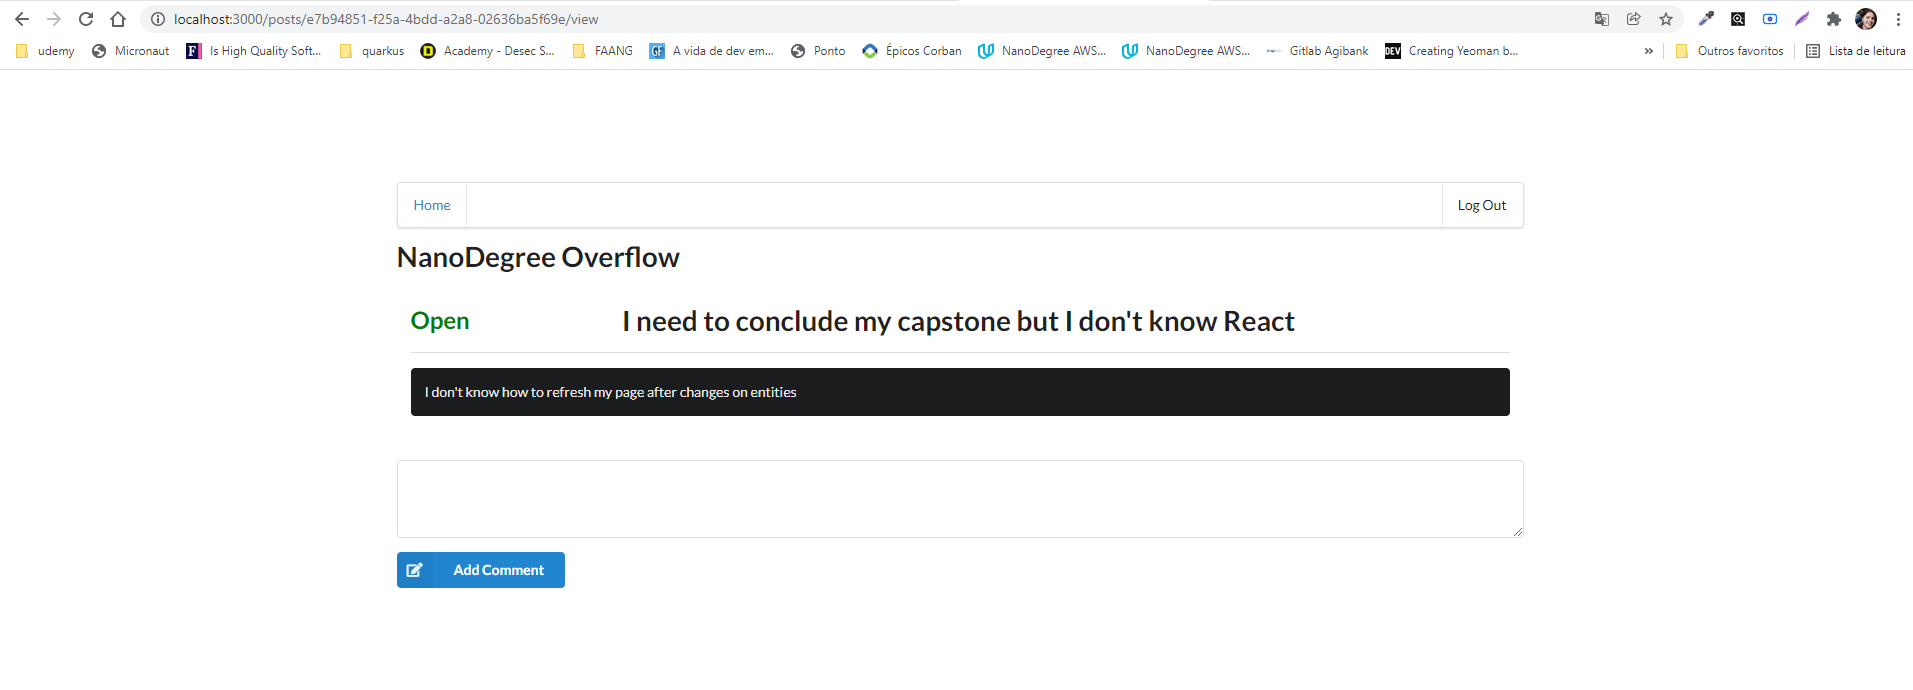 localhost:3000/posts/e7b94851-f25a-4bdd-a2a8-02636ba5f69e/view
udemy Micronaut F Is High Quality Soft... quarkus Academy - Desec S... FAANG GF A vida de dev em... Ponto Épicos Corban NanoDegree AWS... NanoDegree AWS... Gitlab Agibank DEV Creating Yeoman b... » Outros favoritos Lista de leitura
Home Log Out
NanoDegree Overflow
Open I need to conclude my capstone but I don't know React
I don't know how to refresh my page after changes on entities
Add Comment